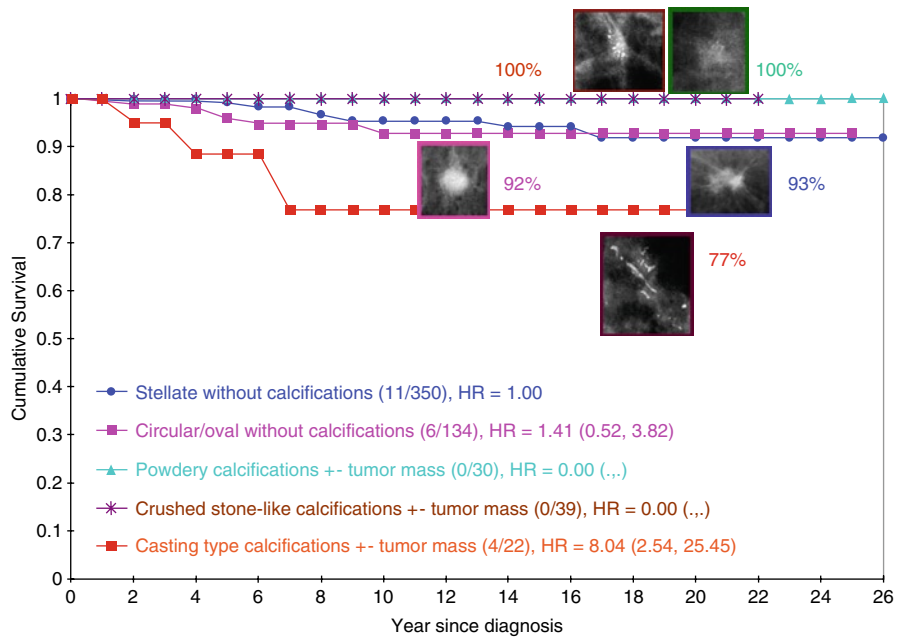 100%
100%
1
0.9
92%
93%
0.8
77%
0.7
0.6
0.5
0.4
0.3
0.2
0.1
0
Cumulative Survival
Stellate without calcifications (11/350), HR = 1.00
Circular/oval without calcifications (6/134), HR = 1.41 (0.52, 3.82)
Powdery calcifications +- tumor mass (0/30), HR = 0.00 (.,.)
Crushed stone-like calcifications +- tumor mass (0/39), HR = 0.00 (.,.)
Casting type calcifications +- tumor mass (4/22), HR = 8.04 (2.54, 25.45)
0 2 4 6 8 10 12 14 16 18 20 22 24 26
Year since diagnosis